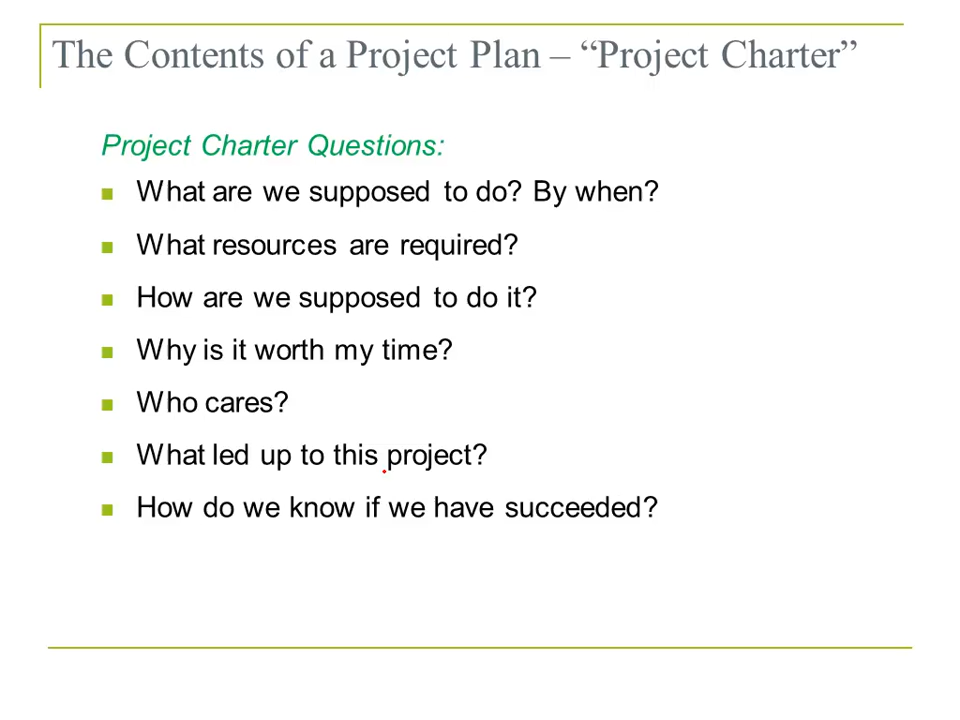 The Contents of a Project Plan – “Project Charter”
Project Charter Questions:
What are we supposed to do? By when?
What resources are required?
How are we supposed to do it?
Why is it worth my time?
Who cares?
What led up to this project?
How do we know if we have succeeded?